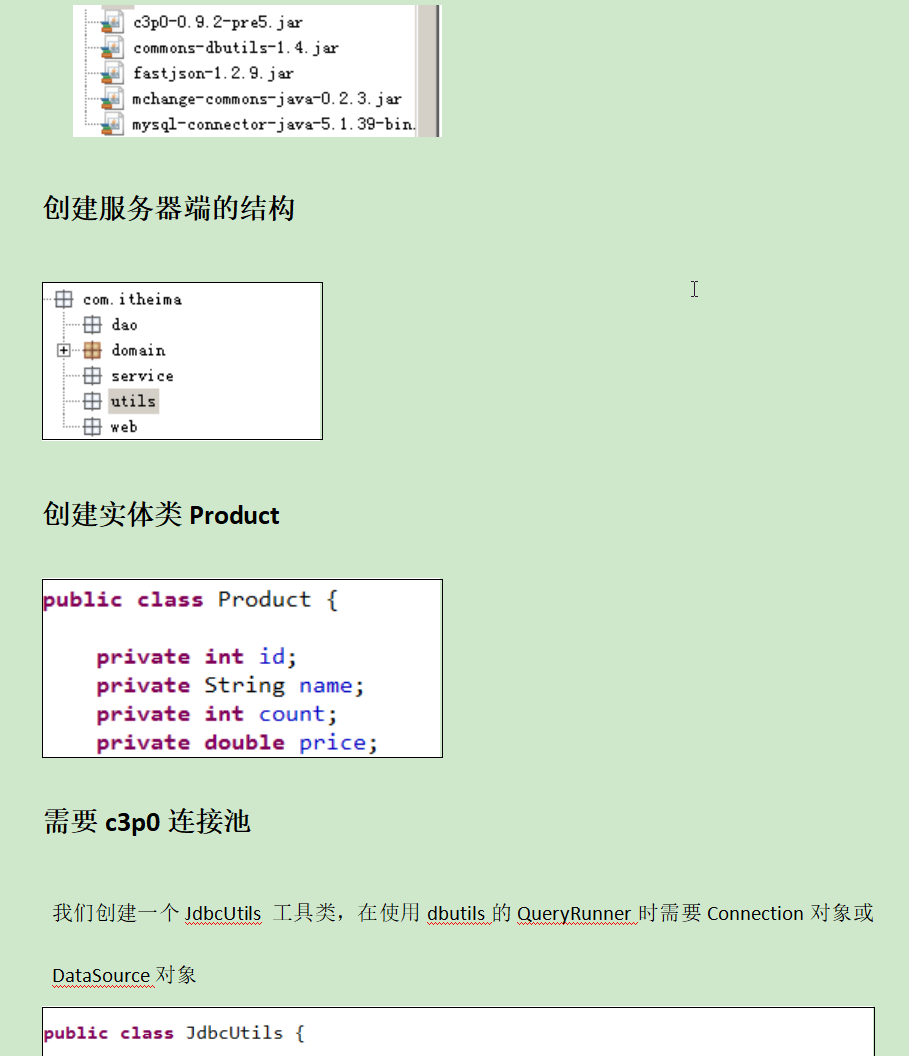 c3p0-0.9.2-pre5.jar
commons-dbutils-1.4.jar
fastjson-1.2.9.jar
mchange-commons-java-0.2.3.jar
mysql-connector-java-5.1.39-bin.
创建服务器端的结构
com.itheima
dao
domain
service
utils
web
创建实体类 Product
public class Product {
private int id;
private String name;
private int count;
private double price;
需要 c3p0 连接池
我们创建一个 JdbcUtils 工具类，在使用 dbutils 的 QueryRunner 时需要 Connection 对象或
DataSource 对象
public class JdbcUtils {